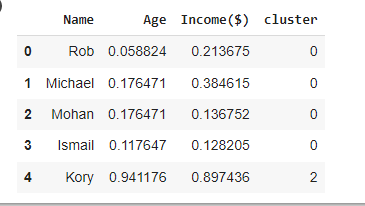 Name Age Income($) cluster
0 Rob 0.058824 0.213675 0
1 Michael 0.176471 0.384615 0
2 Mohan 0.176471 0.136752 0
3 Ismail 0.117647 0.128205 0
4 Kory 0.941176 0.897436 2